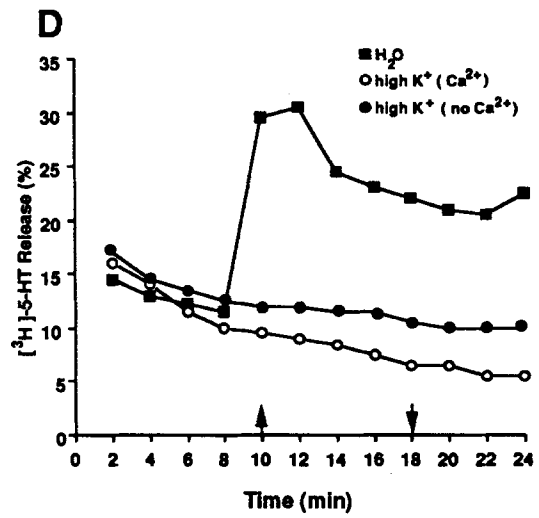 D
H₂O
high K⁺ ( Ca²⁺)
high K⁺ ( no Ca²⁺)
[³H ]-5-HT Release (%)
35
30
25
20
15
10
5
0
0 2 4 6 8 10 12 14 16 18 20 22 24
Time (min)